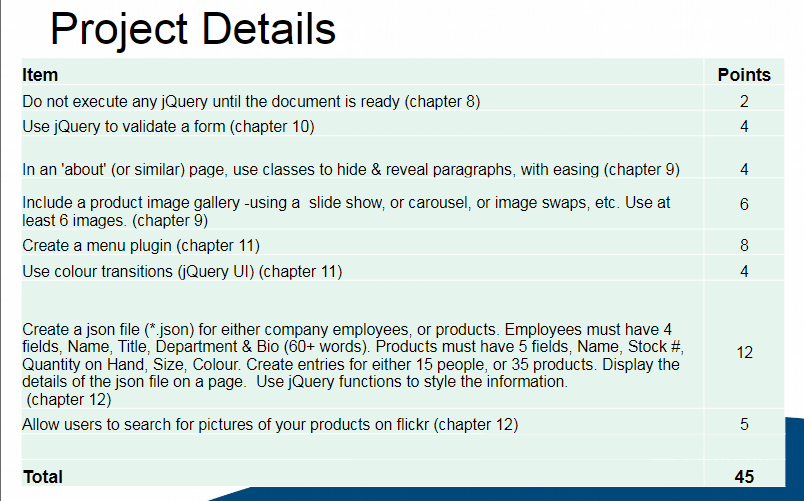 Project Details
Item Points
Do not execute any jQuery until the document is ready (chapter 8) 2
Use jQuery to validate a form (chapter 10) 4
In an 'about' (or similar) page, use classes to hide & reveal paragraphs, with easing (chapter 9) 4
Include a product image gallery -using a slide show, or carousel, or image swaps, etc. Use at
least 6 images. (chapter 9) 6
Create a menu plugin (chapter 11) 8
Use colour transitions (jQuery UI) (chapter 11) 4
Create a json file (*.json) for either company employees, or products. Employees must have 4
fields, Name, Title, Department & Bio (60+ words). Products must have 5 fields, Name, Stock #,
Quantity on Hand, Size, Colour. Create entries for either 15 people, or 35 products. Display the
details of the json file on a page. Use jQuery functions to style the information.
(chapter 12) 12
Allow users to search for pictures of your products on flickr (chapter 12) 5
Total 45